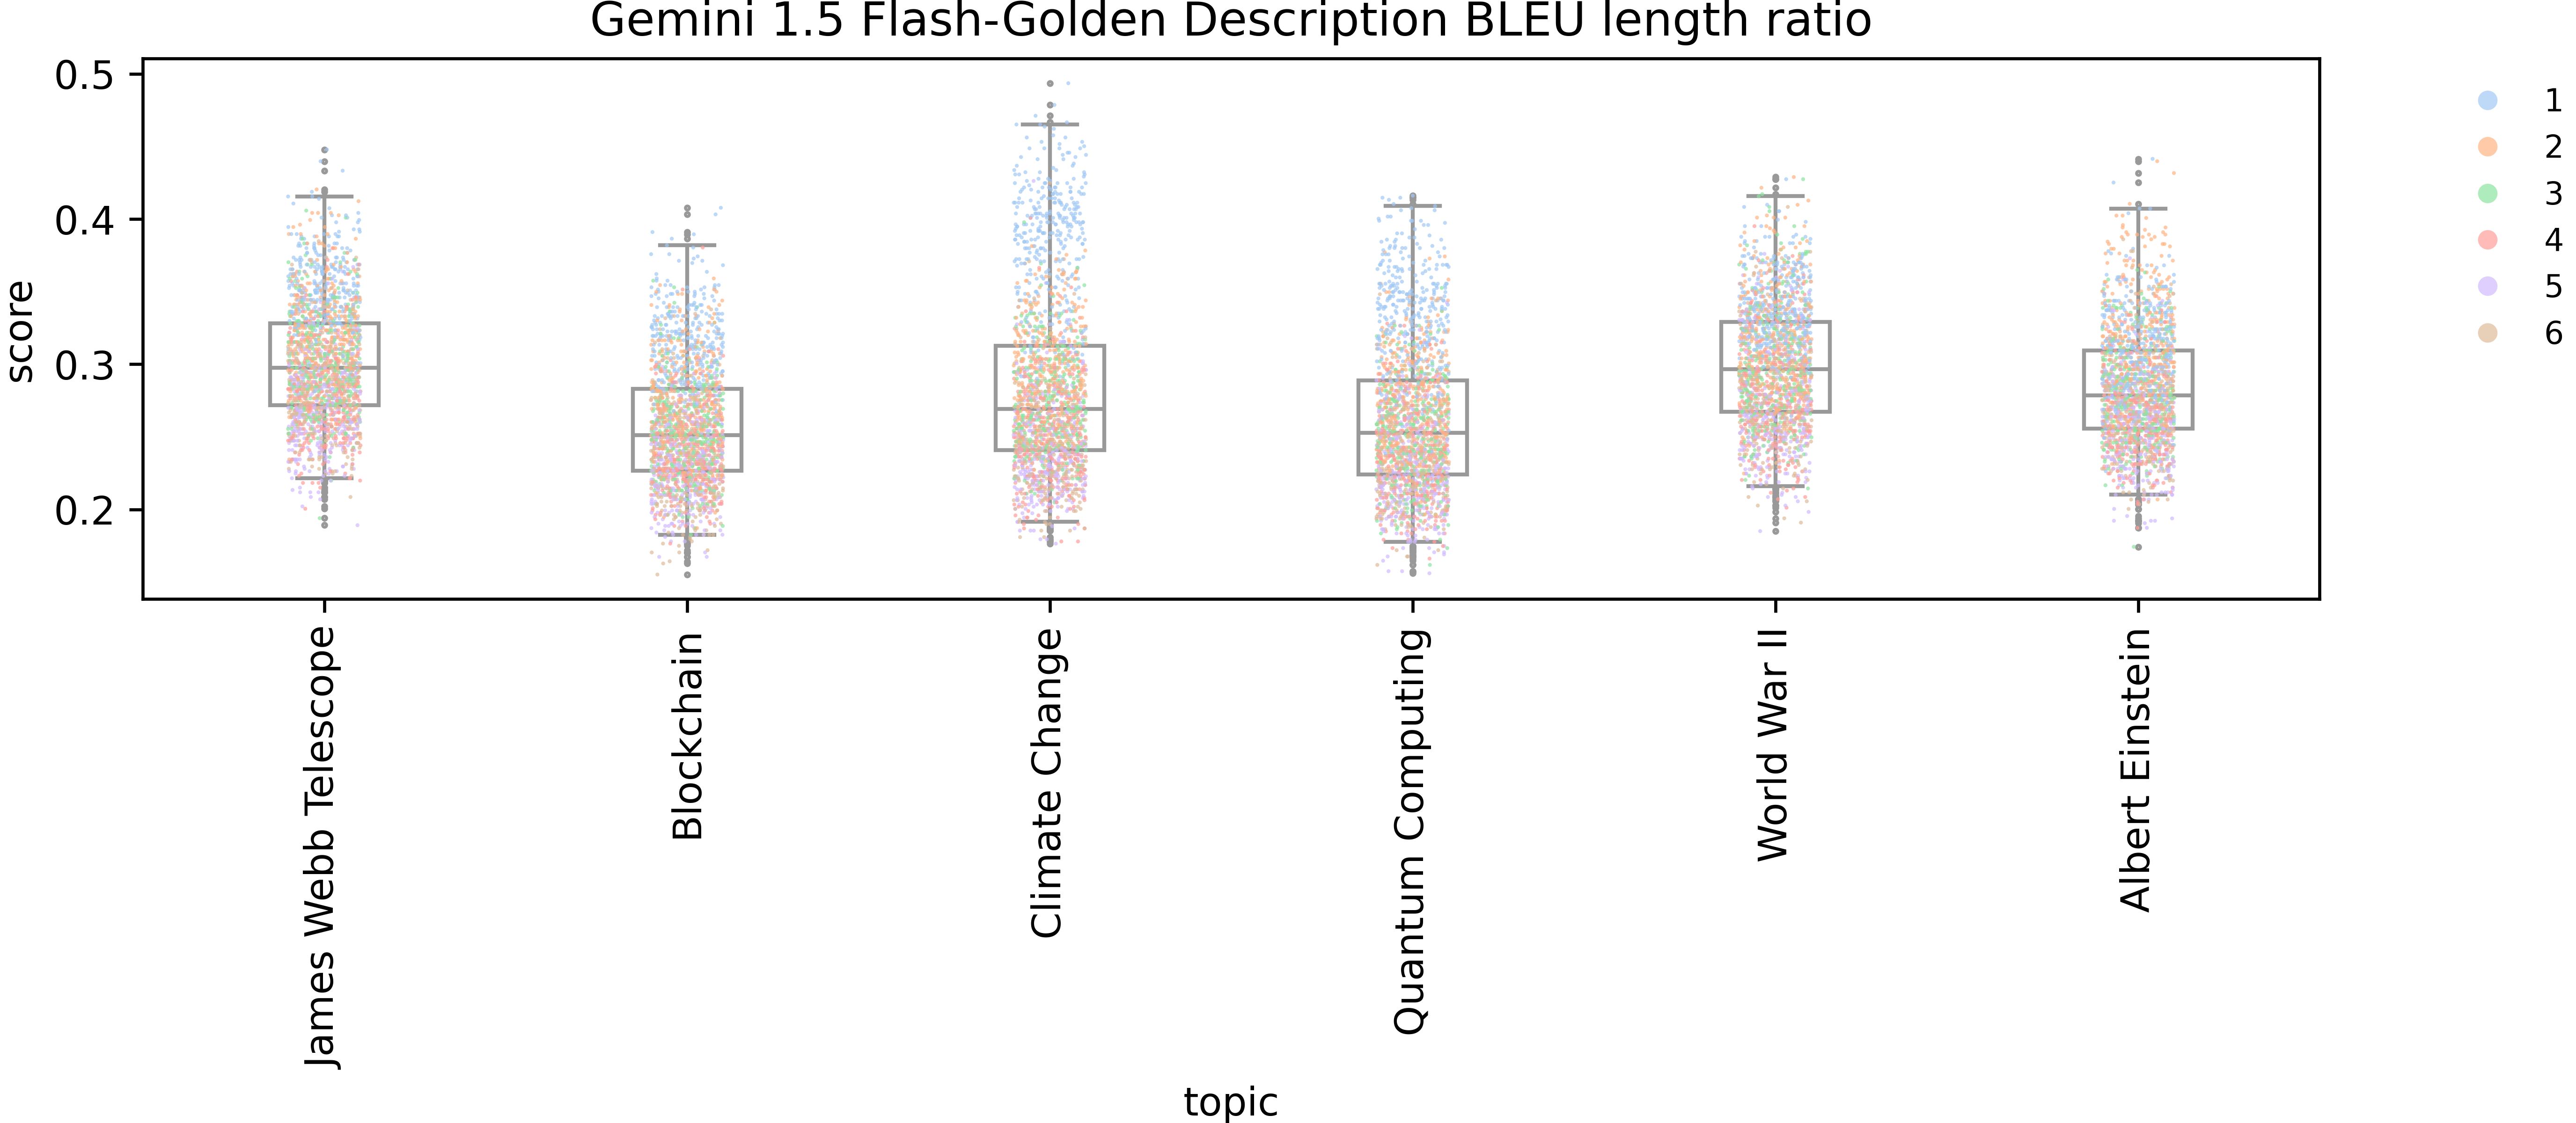 Gemini 1.5 Flash-Golden Description BLEU length ratio
0.5
0.4
0.3
0.2
score
James Webb Telescope
Blockchain
Climate Change
Quantum Computing
World War II
Albert Einstein
topic
1
2
3
4
5
6